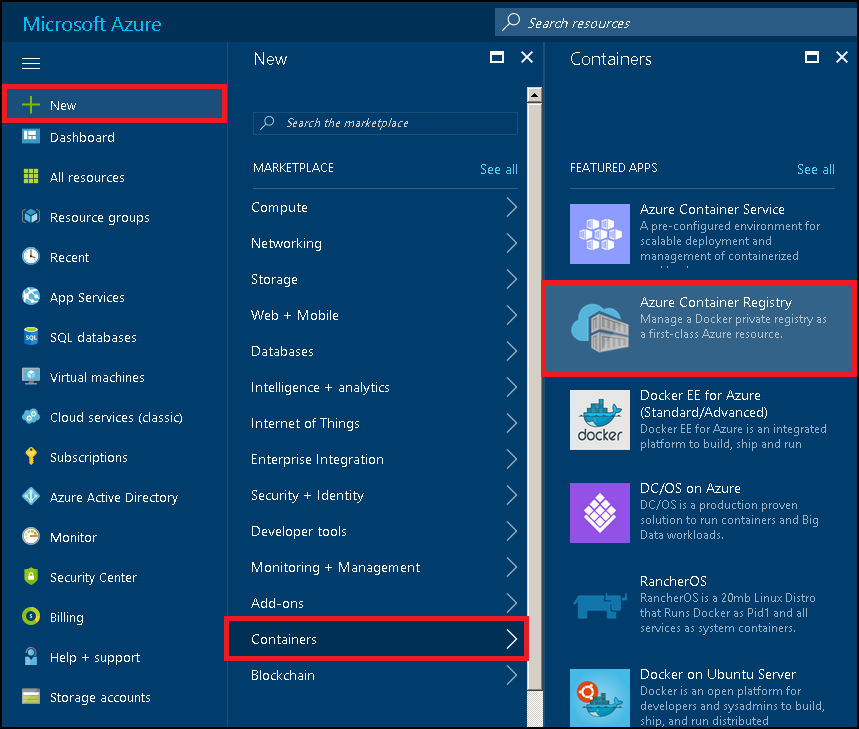 Microsoft Azure
Search resources
New
Dashboard
All resources
Resource groups
Recent
App Services
SQL
SQL databases
Virtual machines
Cloud services (classic)
Subscriptions
Azure Active Directory
Monitor
Security Center
Billing
Help + support
Storage accounts
New
Search the marketplace
MARKETPLACE
See all
Compute
Networking
Storage
Web + Mobile
Databases
Intelligence + analytics
Internet of Things
Enterprise Integration
Security + Identity
Developer tools
Monitoring + Management
Add-ons
Containers
Blockchain
Containers
FEATURED APPS
See all
Azure Container Service
A pre-configured environment for
scalable deployment and
management of containerized
Azure Container Registry
Manage a Docker private registry as
a first-class Azure resource.
docker
Docker EE for Azure
(Standard/Advanced)
Docker EE for Azure is an integrated
platform to build, ship and run
DC/OS on Azure
DC/OS is a production proven
solution to run containers and Big
Data workloads.
RancherOS
RancherOS is a 20mb Linux Distro
that Runs Docker as Pid1 and all
services as system containers.
Docker on Ubuntu Server
Docker is an open platform for
developers and sysadmins to build,
ship, and run distributed